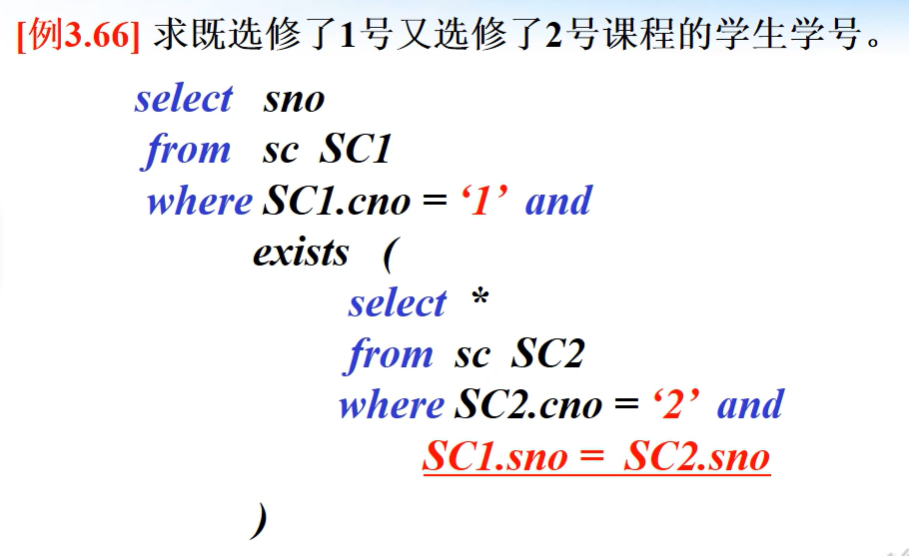 [例3.66] 求既选修了1号又选修了2号课程的学生学号。
select sno
from sc SC1
where SC1.cno = ‘1’ and
exists (
select *
from sc SC2
where SC2.cno = ‘2’ and
SC1.sno = SC2.sno
)